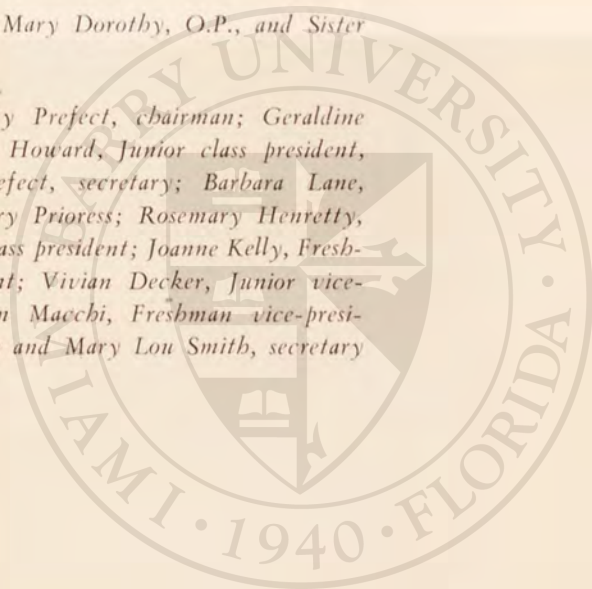 Mary Dorothy, O.P., and Sister
y Prefect, chairman; Geraldine
Howard, Junior class president,
efect, secretary; Barbara Lane,
ry Prioress; Rosemary Henretty,
ass president; Joanne Kelly, Fresh-
nt; Vivian Decker, Junior vice-
n Macchi, Freshman vice-presi-
and Mary Lou Smith, secretary
BARRY UNIVERSITY
MIAMI · 1940 · FLORIDA